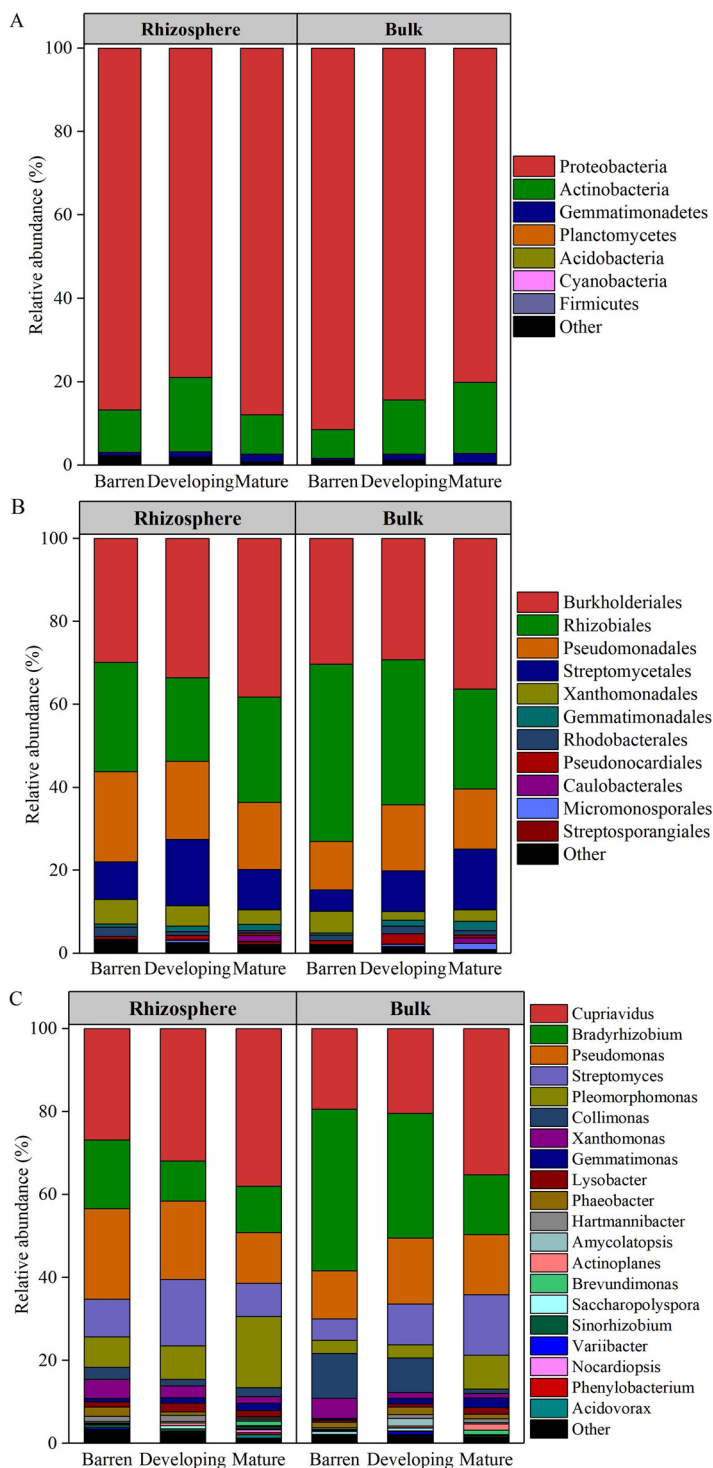 A
Rhizosphere Bulk
Relative abundance (%)
100
80
60
40
20
0
Barren Developing Mature Barren Developing Mature
Proteobacteria
Actinobacteria
Gemmatimonadetes
Planctomycetes
Acidobacteria
Cyanobacteria
Firmicutes
Other
B
Rhizosphere Bulk
Relative abundance (%)
100
80
60
40
20
0
Barren Developing Mature Barren Developing Mature
Burkholderiales
Rhizobiales
Pseudomonadales
Streptomycetales
Xanthomonadales
Gemmatimonadales
Rhodobacterales
Pseudonocardiales
Caulobacterales
Micromonosporales
Streptosporangiales
Other
C
Rhizosphere Bulk
Relative abundance (%)
100
80
60
40
20
0
Barren Developing Mature Barren Developing Mature
Cupriavidus
Bradyrhizobium
Pseudomonas
Streptomyces
Pleomorphomonas
Collimonas
Xanthomonas
Gemmatimonas
Lysobacter
Phaeobacter
Hartmannibacter
Amycolatopsis
Actinoplanes
Brevundimonas
Saccharopolyspora
Sinorhizobium
Variibacter
Nocardiopsis
Phenylobacterium
Acidovorax
Other